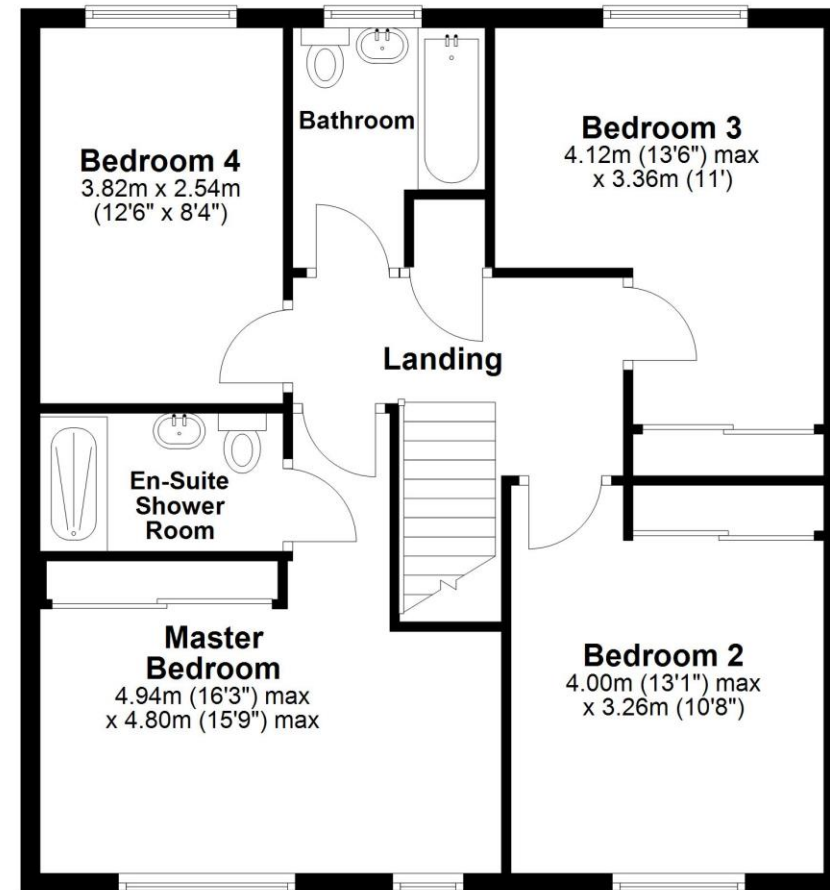 Bathroom
Bedroom 3
4.12m (13'6") max
x 3.36m (11')
Bedroom 4
3.82m x 2.54m
(12'6" x 8'4")
Landing
En-Suite
Shower
Room
Master
Bedroom
4.94m (16'3") max
x 4.80m (15'9") max
Bedroom 2
4.00m (13'1") max
x 3.26m (10'8")